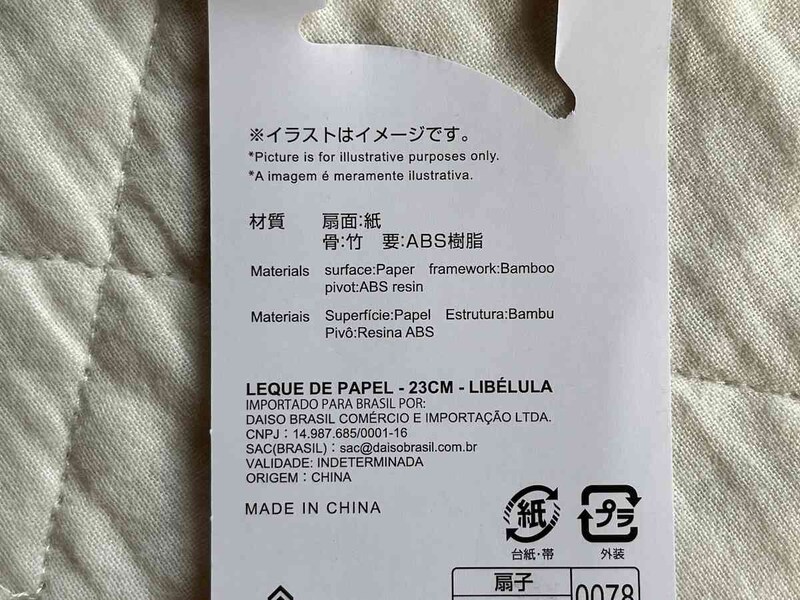 ※イラストはイメージです。
*Picture is for illustrative purposes only.
*A imagem é meramente ilustrativa.
材質 扇面:紙
骨:竹 要:ABS樹脂
Materials surface:Paper framework:Bamboo
pivot:ABS resin
Materiais Superfície:Papel Estrutura:Bambu
Pivô:Resina ABS
LEQUE DE PAPEL - 23CM - LIBÉLULA
IMPORTADO PARA BRASIL POR:
DAISO BRASIL COMÉRCIO E IMPORTAÇÃO LTDA.
CNPJ：14.987.685/0001-16
SAC(BRASIL)：sac@daisobrasil.com.br
VALIDADE: INDETERMINADA
ORIGEM：CHINA
MADE IN CHINA
紙 プラ
台紙・帯 外装
扇子 0078